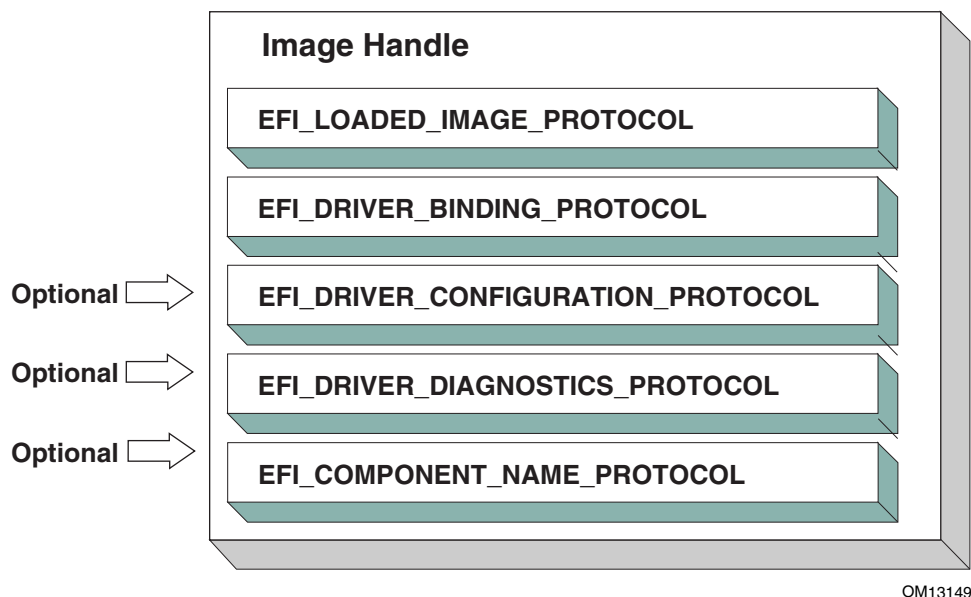 Image Handle
EFI_LOADED_IMAGE_PROTOCOL
EFI_DRIVER_BINDING_PROTOCOL
Optional EFI_DRIVER_CONFIGURATION_PROTOCOL
Optional EFI_DRIVER_DIAGNOSTICS_PROTOCOL
Optional EFI_COMPONENT_NAME_PROTOCOL
OM13149